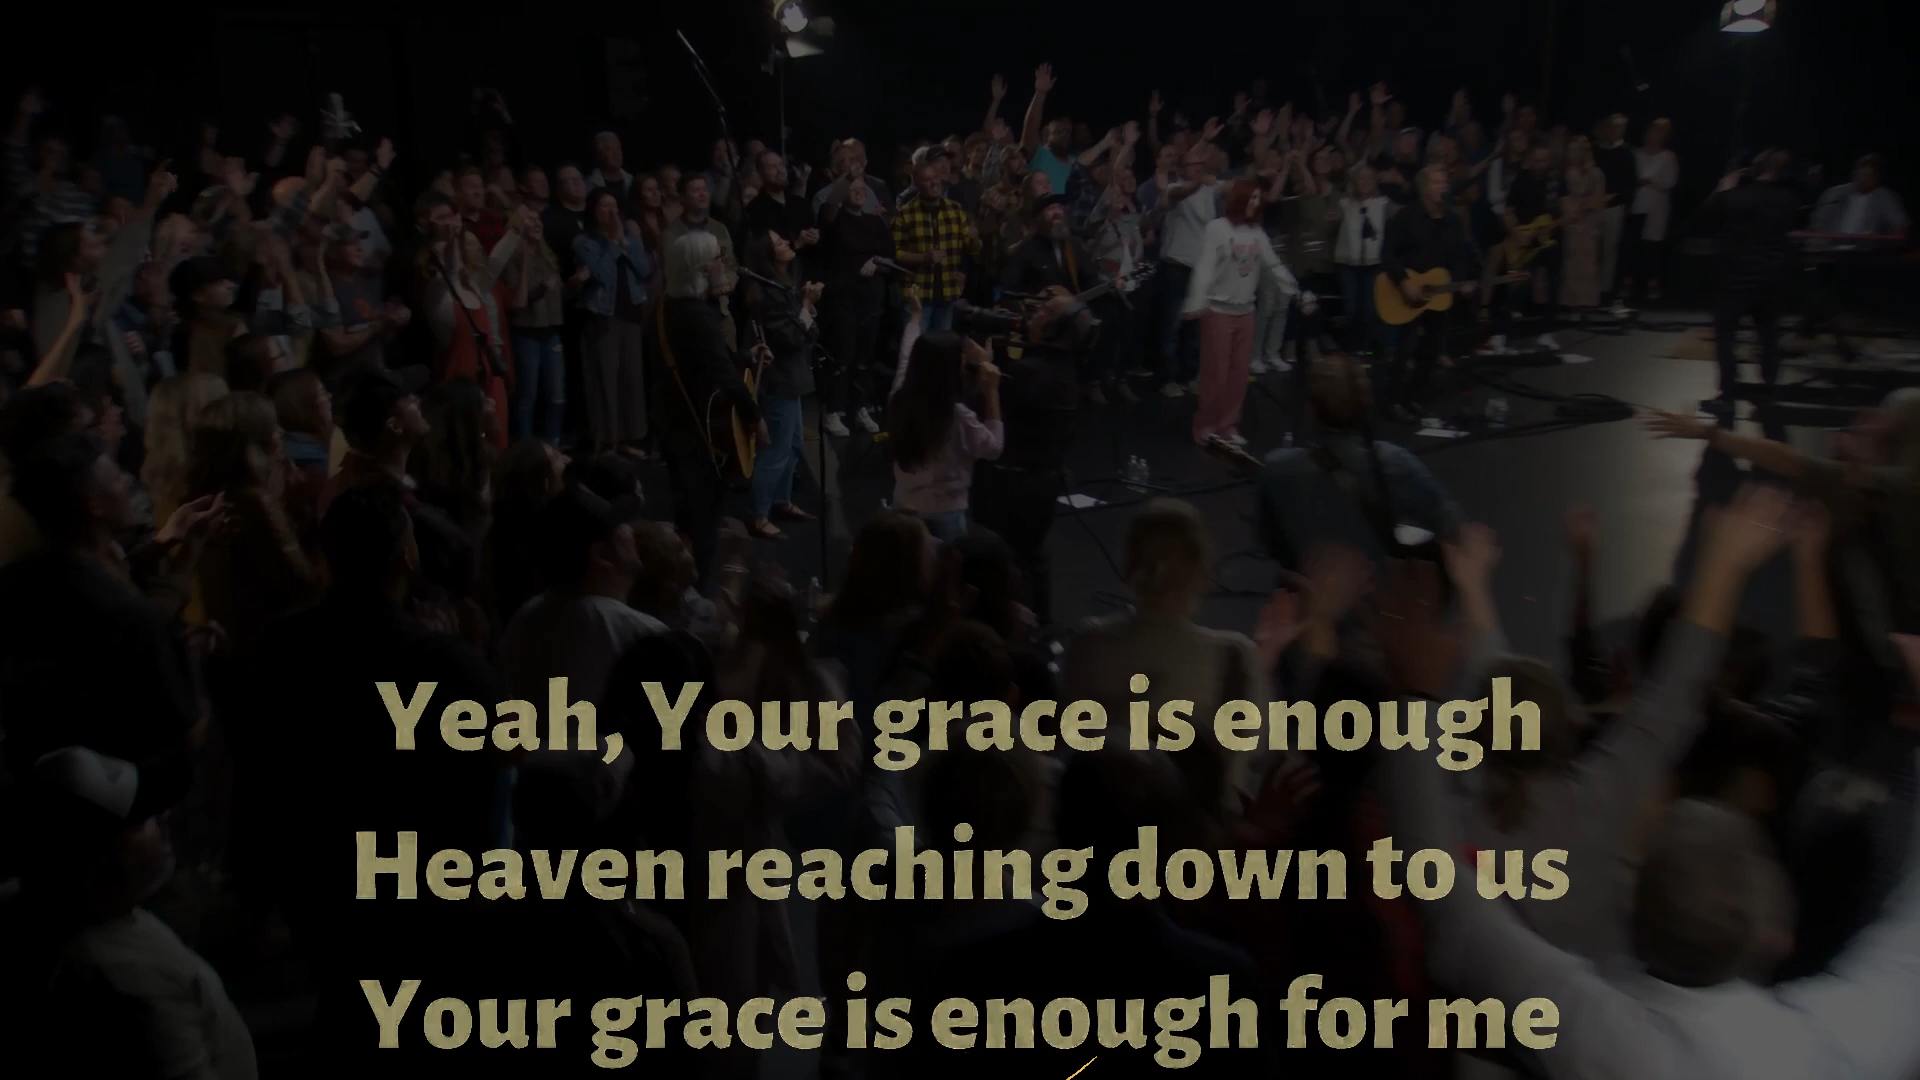 Yeah, Your grace is enough
Heaven reaching down to us
Your grace is enough for me